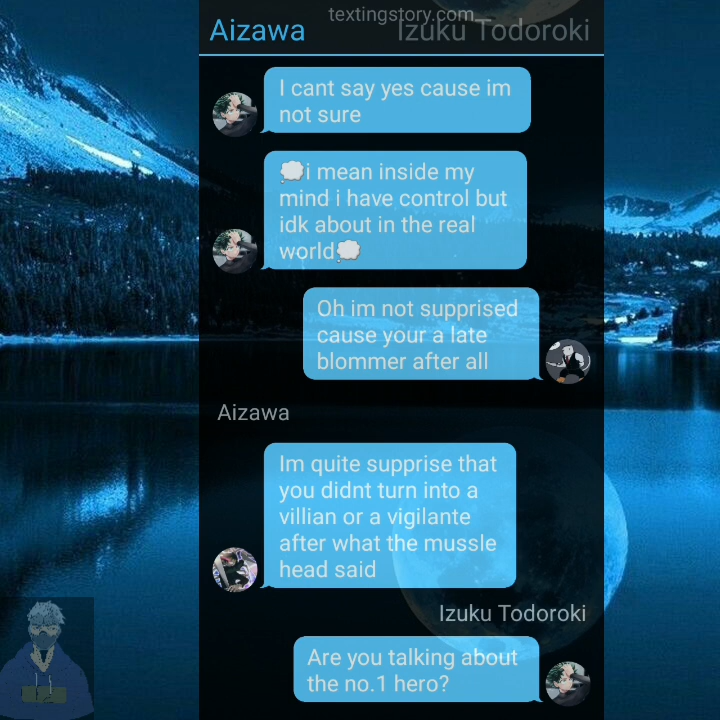 textingstory.com
Aizawa
Izuku Todoroki
I cant say yes cause im
not sure
💭i mean inside my
mind i have control but
idk about in the real
world💭
Oh im not supprised
cause your a late
blommer after all
Aizawa
Im quite supprise that
you didnt turn into a
villian or a vigilante
after what the mussle
head said
Izuku Todoroki
Are you talking about
the no.1 hero?